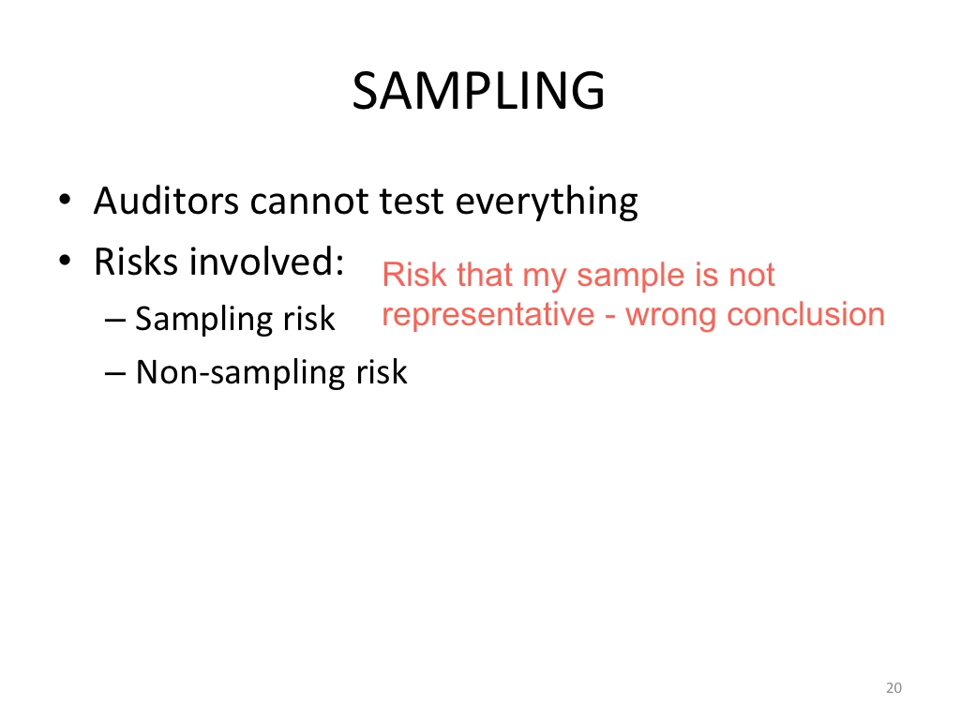 SAMPLING
• Auditors cannot test everything
• Risks involved:
Risk that my sample is not
representative - wrong conclusion
– Sampling risk
– Non-sampling risk
20